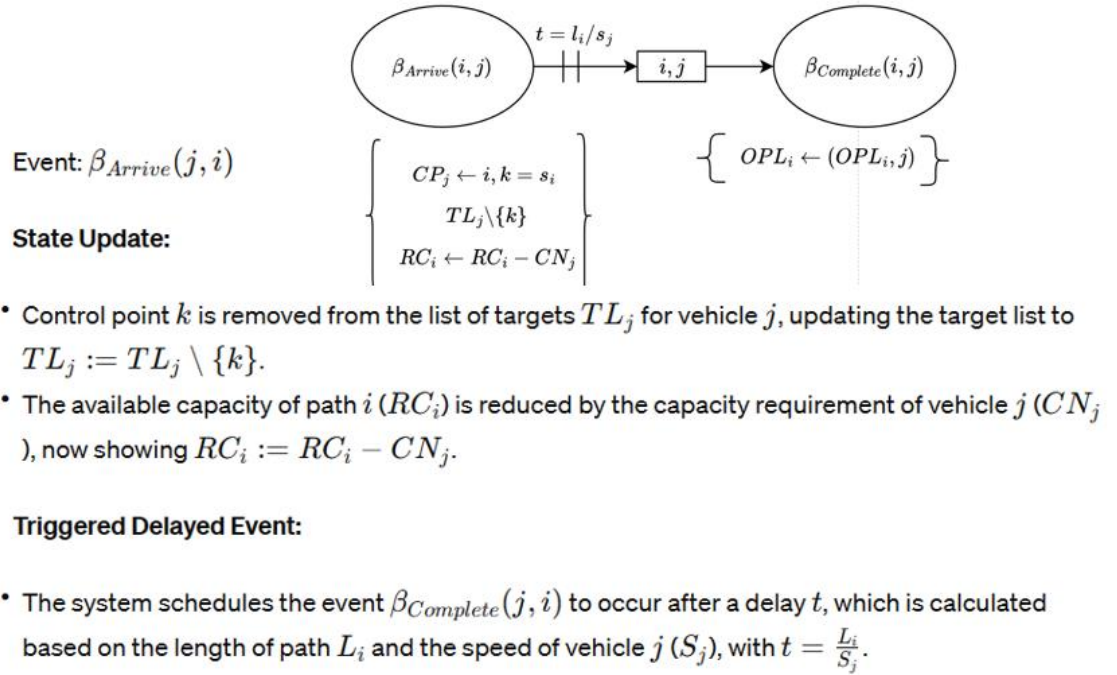 t = l_i/s_j
β_Arrive(i, j)
i, j
β_Complete(i, j)
Event: β_Arrive(j, i)
CP_j ← i, k = s_i
TL_j\{k}
RC_i ← RC_i − CN_j
OPL_i ← (OPL_i, j)
State Update:
• Control point k is removed from the list of targets TL_j for vehicle j, updating the target list to
TL_j := TL_j \ {k}.
• The available capacity of path i (RC_i) is reduced by the capacity requirement of vehicle j (CN_j
), now showing RC_i := RC_i − CN_j.
Triggered Delayed Event:
• The system schedules the event β_Complete(j, i) to occur after a delay t, which is calculated
based on the length of path L_i and the speed of vehicle j (S_j), with t = L_i/S_j.